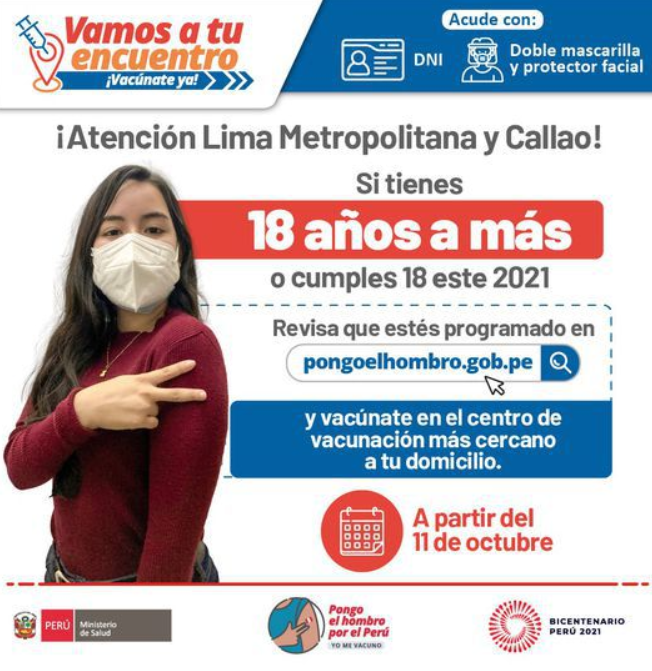 Vamos a tu
encuentro
¡Vacúnate ya!
Acude con:
DNI
Doble mascarilla
y protector facial
¡Atención Lima Metropolitana y Callao!
Si tienes
18 años a más
o cumples 18 este 2021
Revisa que estés programado en
pongoelhombro.gob.pe
y vacúnate en el centro de
vacunación más cercano
a tu domicilio.
A partir del
11 de octubre
PERÚ
Ministerio
de Salud
Pongo
el hombro
por el Perú
YO ME VACUNO
BICENTENARIO
PERÚ 2021